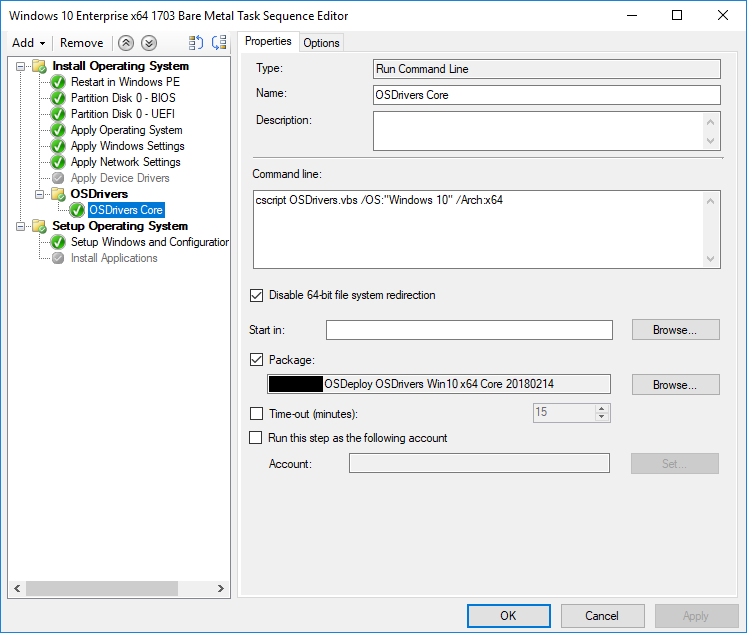 Windows 10 Enterprise x64 1703 Bare Metal Task Sequence Editor
Add
Remove
Install Operating System
Restart in Windows PE
Partition Disk 0 - BIOS
Partition Disk 0 - UEFI
Apply Operating System
Apply Windows Settings
Apply Network Settings
Apply Device Drivers
OSDrivers
OSDrivers Core
Setup Operating System
Setup Windows and Configuration
Install Applications
Properties
Options
Type:
Run Command Line
Name:
OSDrivers Core
Description:
Command line:
cscript OSDrivers.vbs /OS:"Windows 10" /Arch:x64
Disable 64-bit file system redirection
Start in:
Browse...
Package:
OSDeploy OSDrivers Win10 x64 Core 20180214
Browse...
Time-out (minutes):
15
Run this step as the following account
Account:
Set...
OK
Cancel
Apply